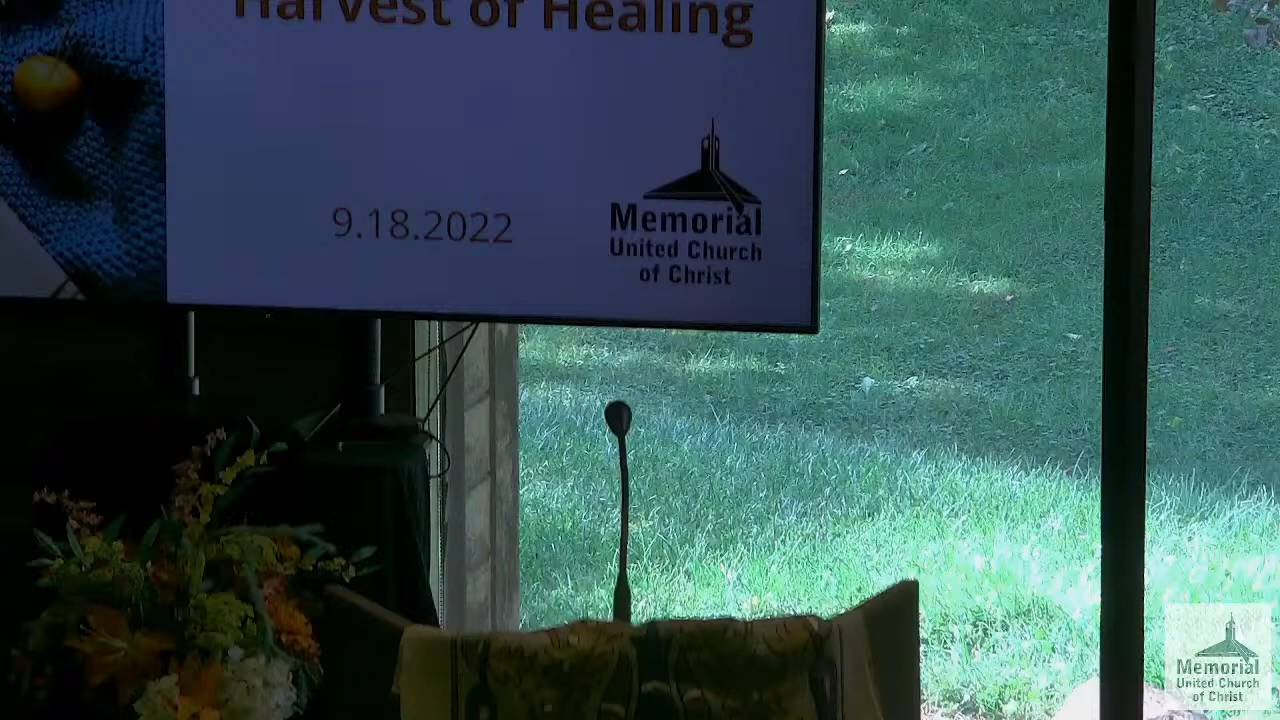 Harvest of Healing
9.18.2022
Memorial
United Church
of Christ
Memorial
United Church
of Christ